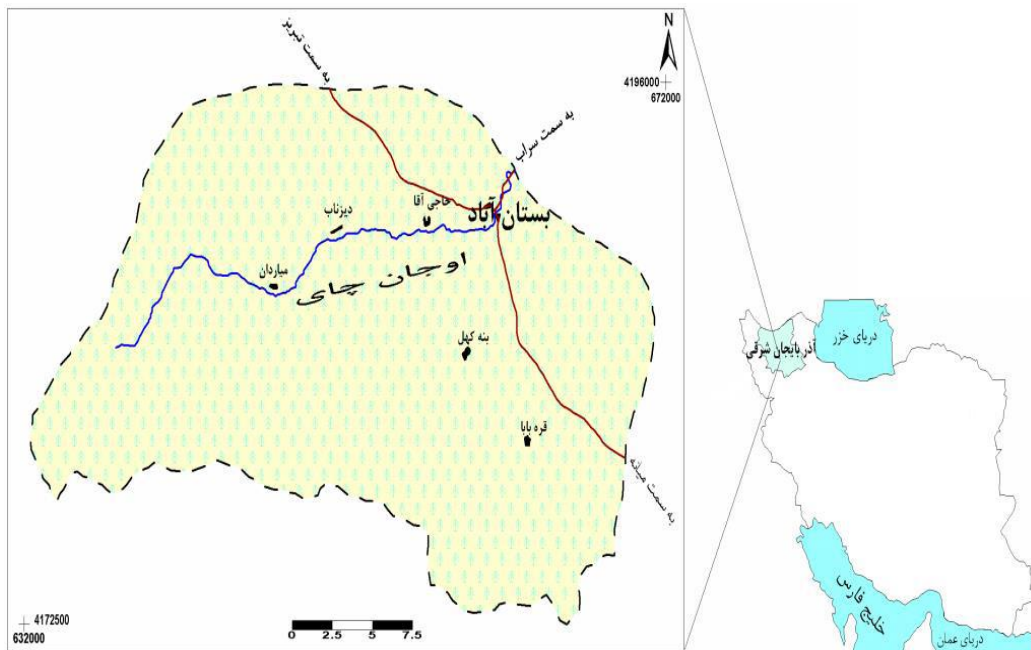 N
4196000
672000
به سمت تبریز
به سمت سراب
بستان آباد
حاجی آقا
دیزناب
اوجان چای
میاردان
بنه کهل
قره بابا
به سمت میانه
4172500
632000
0 2.5 5 7.5
آذربایجان شرقی
دریای خزر
خلیج فارس
دریای عمان